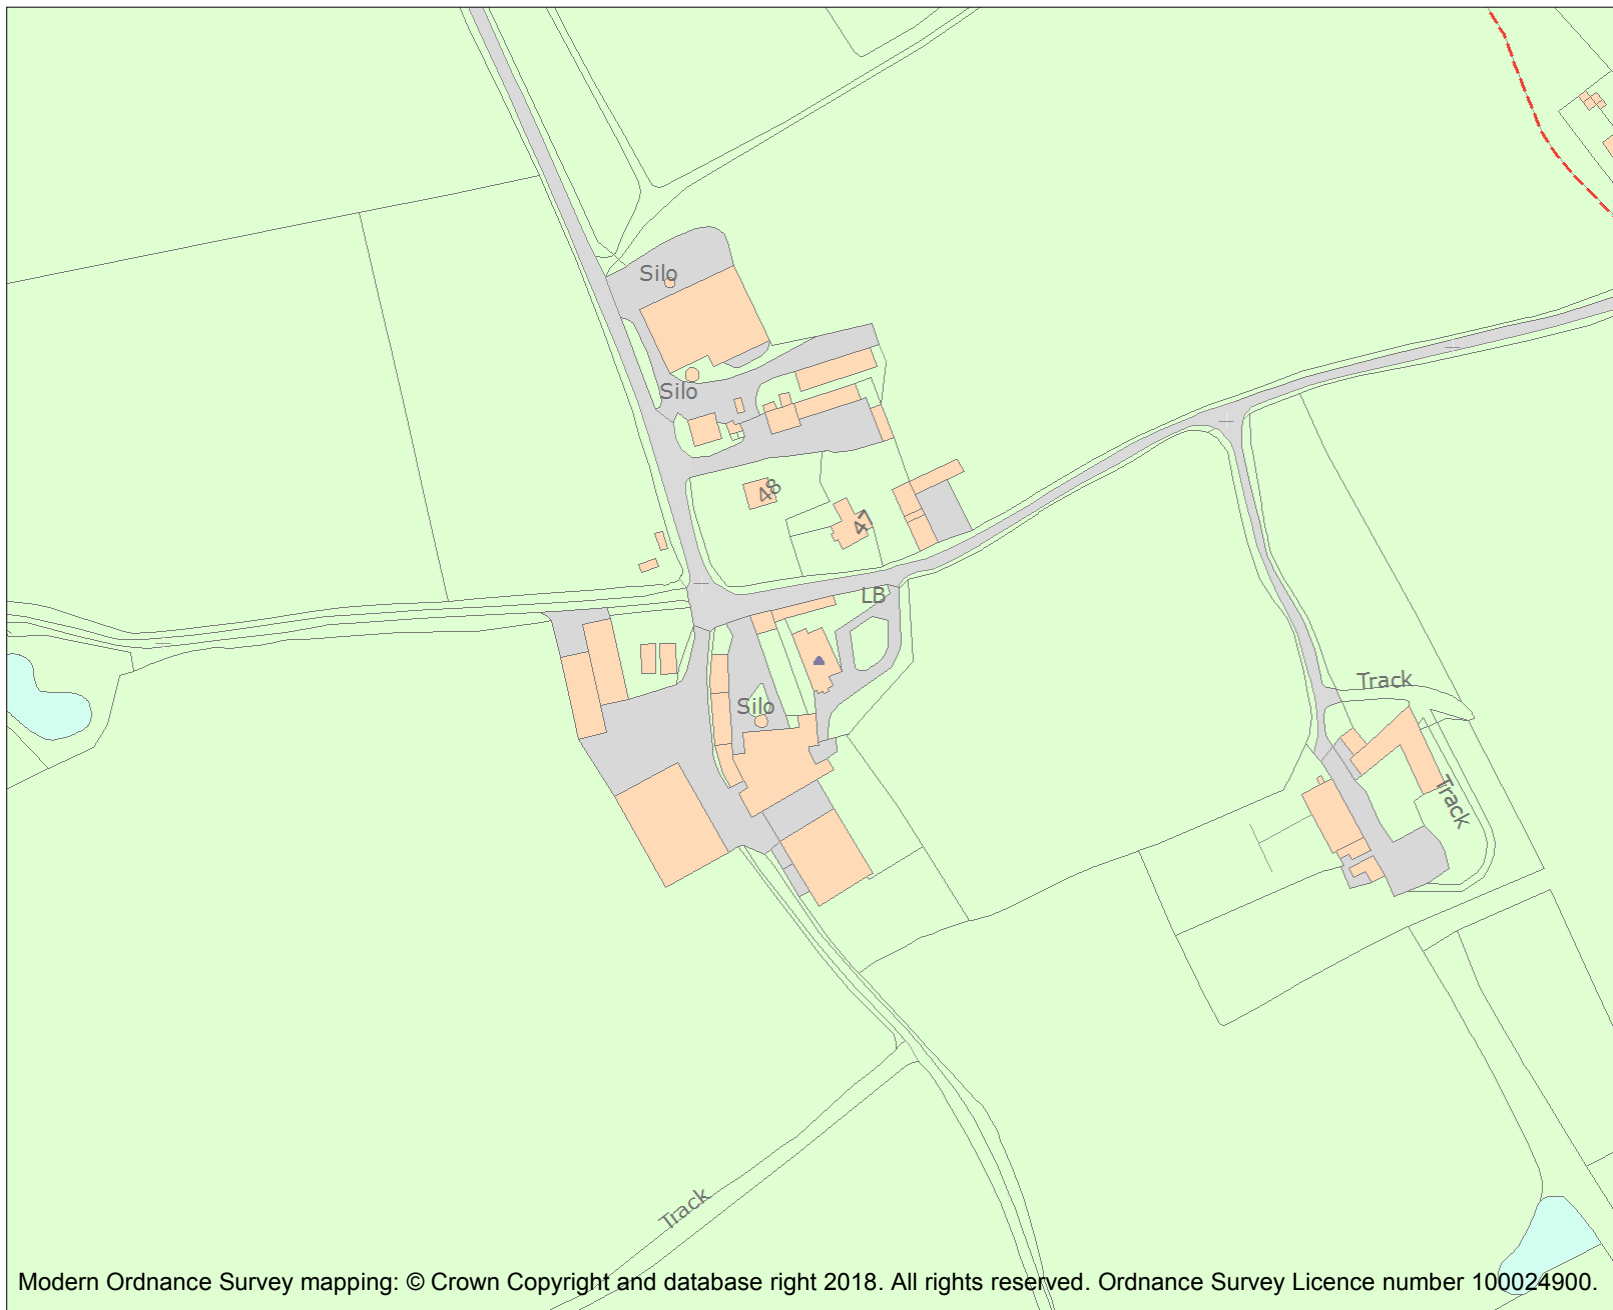 Silo
Silo
48
47
LB
Track
Silo
Track
Track
Modern Ordnance Survey mapping: © Crown Copyright and database right 2018. All rights reserved. Ordnance Survey Licence number 100024900.